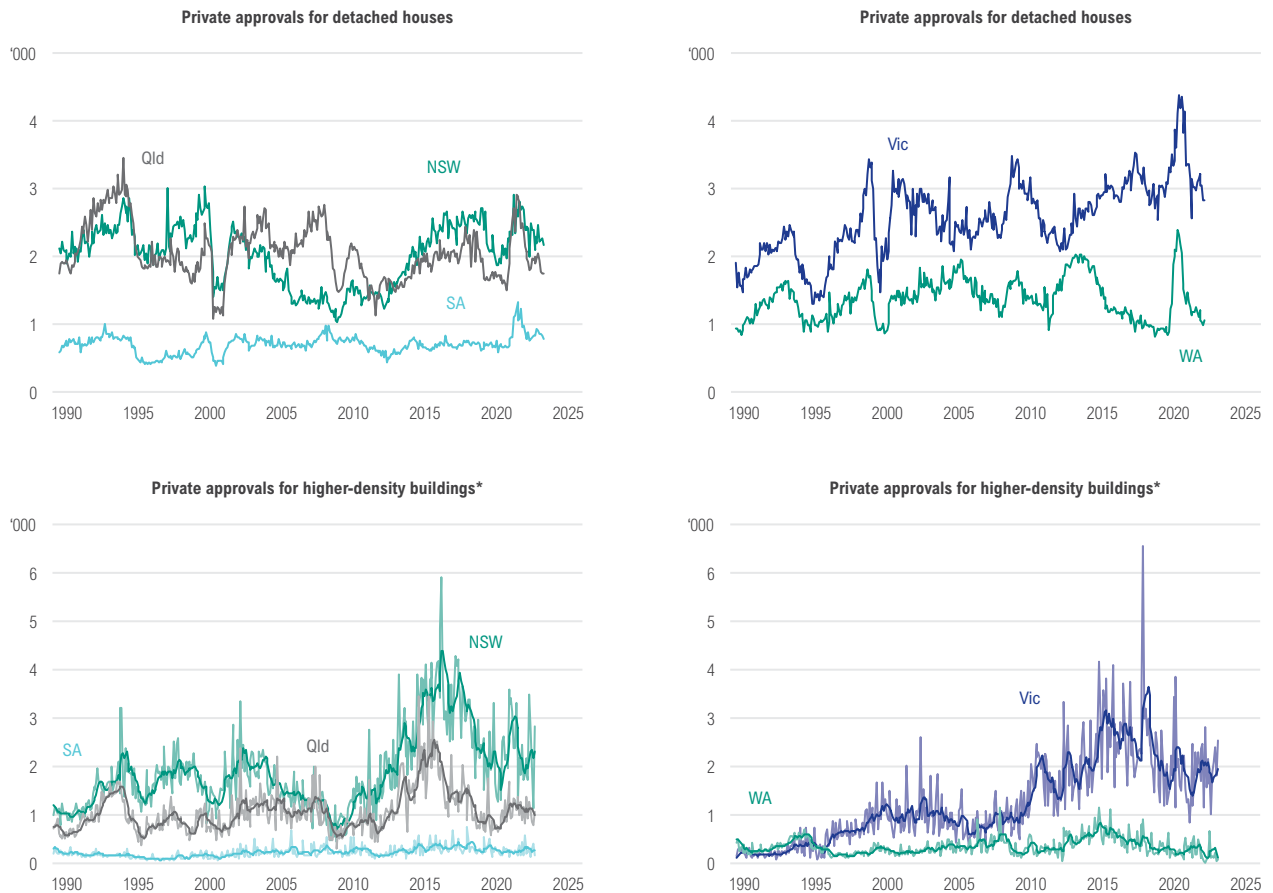 Private approvals for detached houses
‘000
4
3
2
1
0
Qld
NSW
SA
1990 1995 2000 2005 2010 2015 2020 2025
Private approvals for detached houses
‘000
4
3
2
1
0
Vic
WA
1990 1995 2000 2005 2010 2015 2020 2025
Private approvals for higher-density buildings*
‘000
6
5
4
3
2
1
0
NSW
SA
Qld
1990 1995 2000 2005 2010 2015 2020 2025
Private approvals for higher-density buildings*
‘000
6
5
4
3
2
1
0
Vic
WA
1990 1995 2000 2005 2010 2015 2020 2025